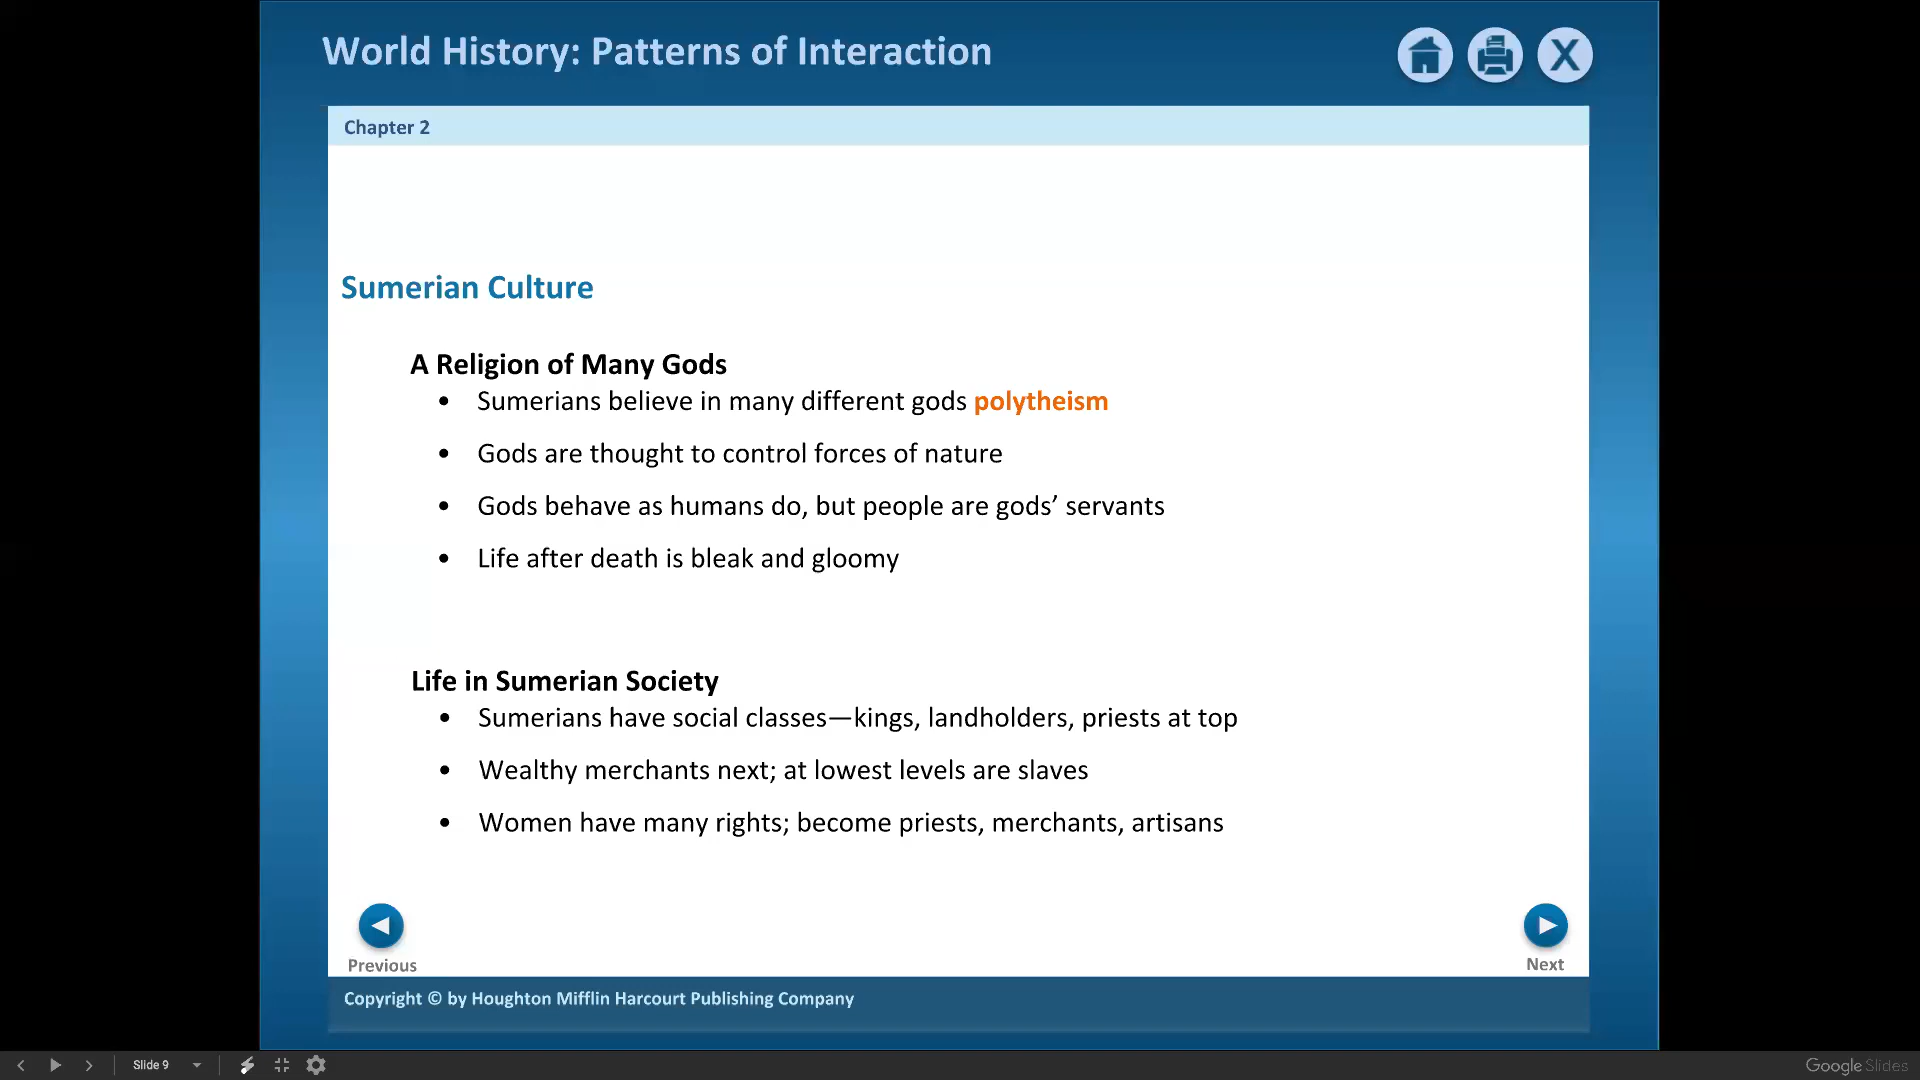 World History: Patterns of Interaction
X
Chapter 2
Sumerian Culture
A Religion of Many Gods
• Sumerians believe in many different gods polytheism
• Gods are thought to control forces of nature
• Gods behave as humans do, but people are gods’ servants
• Life after death is bleak and gloomy
Life in Sumerian Society
• Sumerians have social classes—kings, landholders, priests at top
• Wealthy merchants next; at lowest levels are slaves
• Women have many rights; become priests, merchants, artisans
Previous
Next
Copyright © by Houghton Mifflin Harcourt Publishing Company
Slide 9
Google Slides